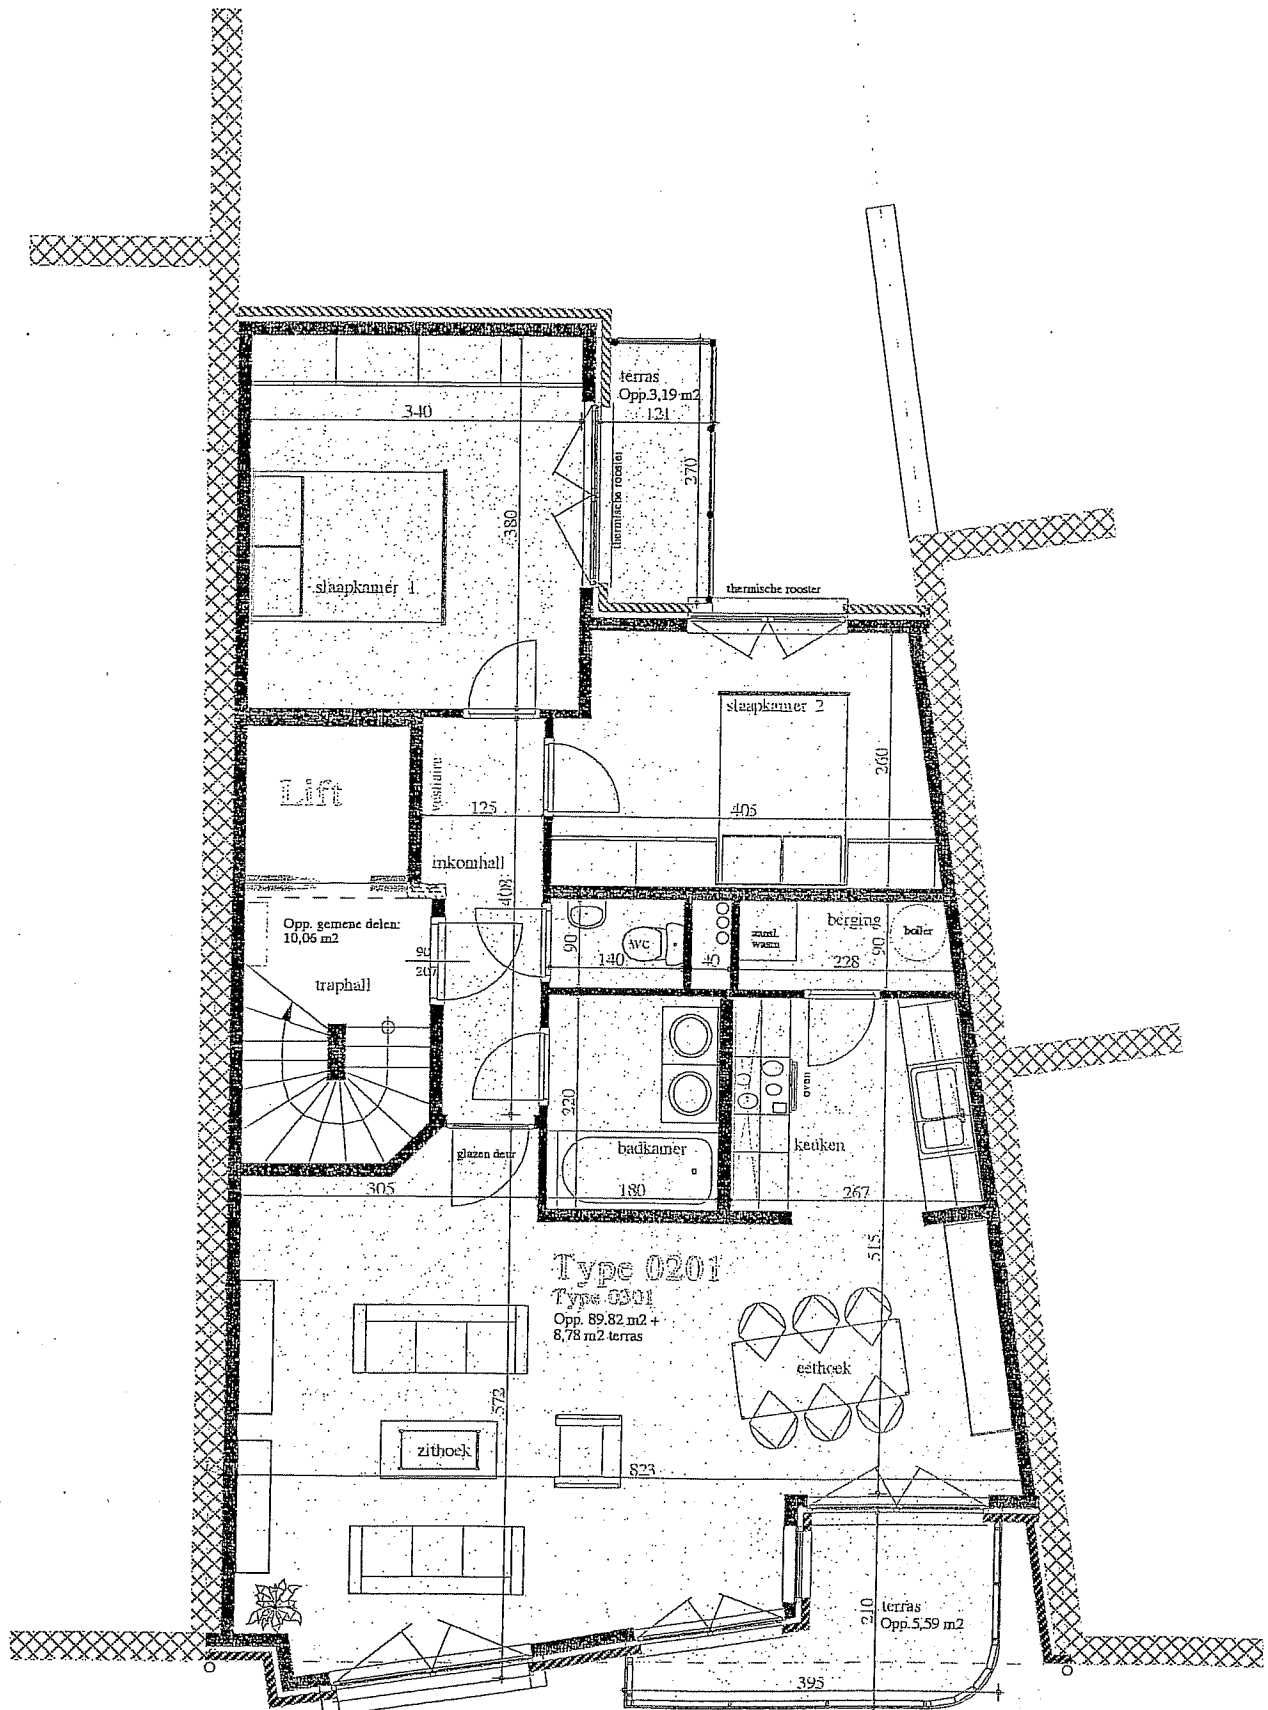 terras
Opp.3,19 m2
340
121
thermische rooster
270
380
slaapkamer 1
thermische rooster
slaapkamer 2
Lift
vestiaire
260
125
405
inkomhall
408
Opp. gemene delen:
10,06 m2
berging
boiler
wasm
WC
90
90
90
207
140
40
228
traphall
oven
220
badkamer
keuken
glazen deur
305
180
267
515
Type 0201
Type 0301
Opp. 89,82 m2 +
8,78 m2 terras
eethoek
572
zithoek
823
210
terras
Opp.5,59 m2
395